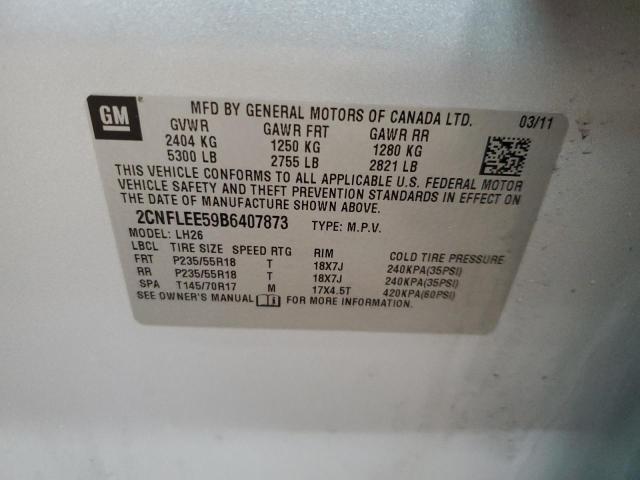 GM
MFD BY GENERAL MOTORS OF CANADA LTD. 03/11
GVWR GAWR FRT GAWR RR
2404 KG 1250 KG 1280 KG
5300 LB 2755 LB 2821 LB
THIS VEHICLE CONFORMS TO ALL APPLICABLE U.S. FEDERAL MOTOR
VEHICLE SAFETY AND THEFT PREVENTION STANDARDS IN EFFECT ON
THE DATE OF MANUFACTURE SHOWN ABOVE.
2CNFLEE59B6407873 TYPE: M.P.V.
MODEL: LH26
LBCL TIRE SIZE SPEED RTG RIM COLD TIRE PRESSURE
FRT P235/55R18 T 18X7J 240KPA(35PSI)
RR P235/55R18 T 18X7J 240KPA(35PSI)
SPA T145/70R17 M 17X4.5T 420KPA(60PSI)
SEE OWNER'S MANUAL FOR MORE INFORMATION.